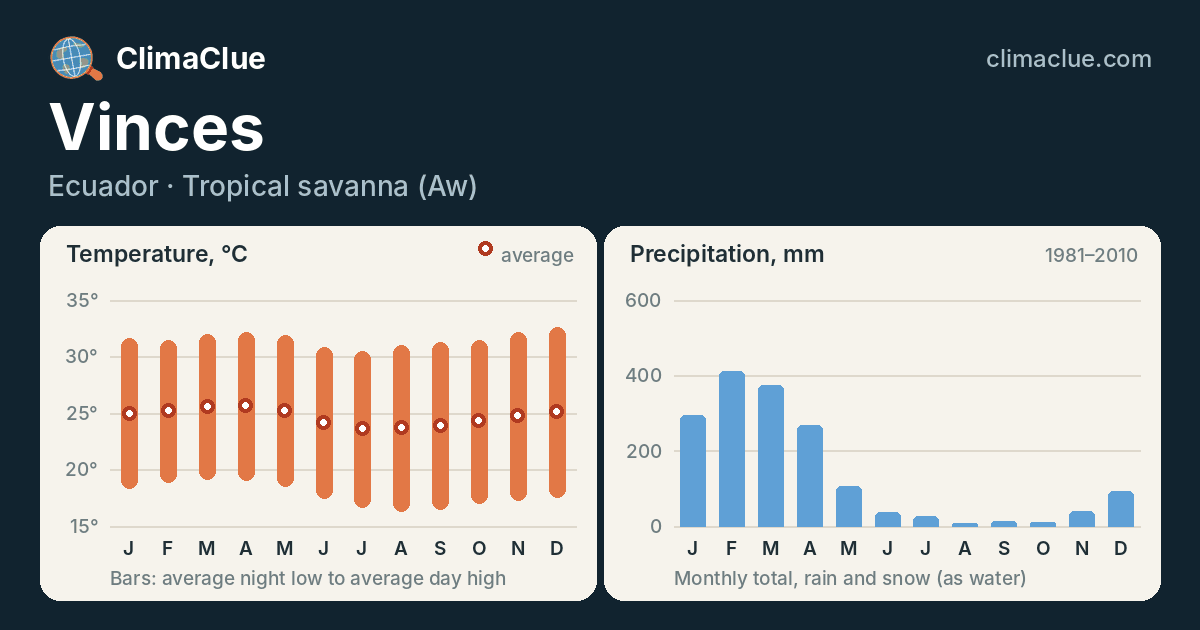 ClimaClue
climaclue.com
Vinces
Ecuador · Tropical savanna (Aw)
Temperature, °C
average
35°
30°
25°
20°
15°
J F M A M J J A S O N D
Bars: average night low to average day high
Precipitation, mm
1981–2010
600
400
200
0
J F M A M J J A S O N D
Monthly total, rain and snow (as water)